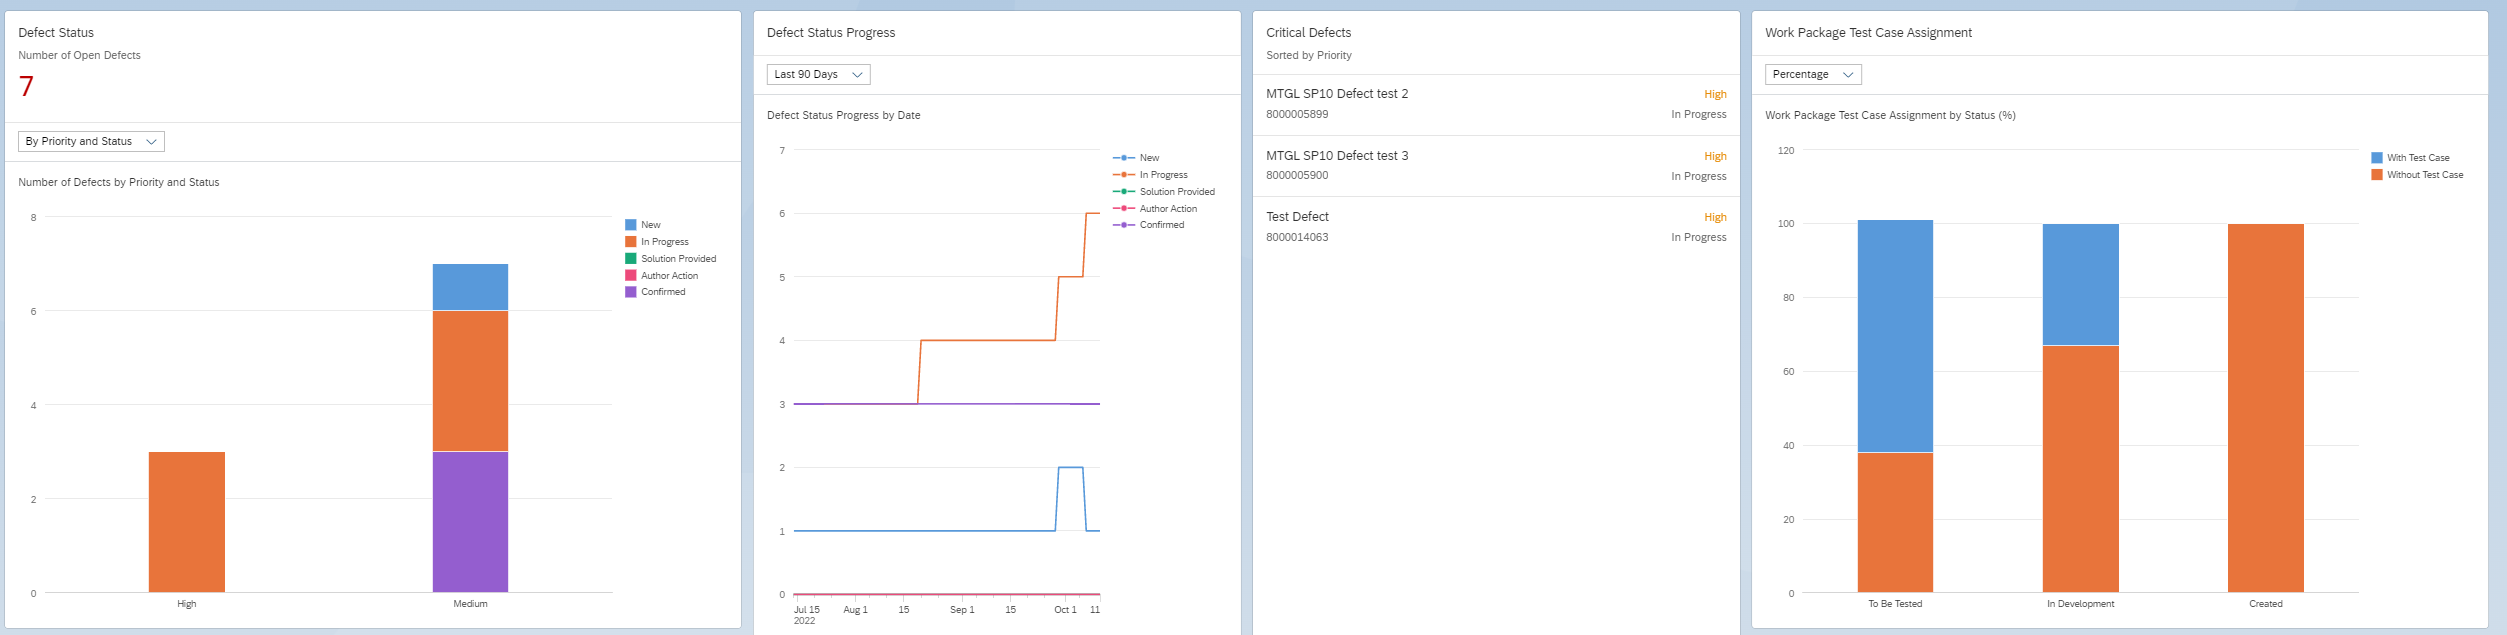 Defect Status
Number of Open Defects
7
By Priority and Status
Number of Defects by Priority and Status
8
6
4
2
0
High
Medium
New
In Progress
Solution Provided
Author Action
Confirmed
Defect Status Progress
Last 90 Days
Defect Status Progress by Date
7
6
5
4
3
2
1
0
Jul 15 Aug 1 15 Sep 1 15 Oct 1 11
2022
New
In Progress
Solution Provided
Author Action
Confirmed
Critical Defects
Sorted by Priority
MTGL SP10 Defect test 2 High
8000005899 In Progress
MTGL SP10 Defect test 3 High
8000005900 In Progress
Test Defect High
8000014063 In Progress
Work Package Test Case Assignment
Percentage
Work Package Test Case Assignment by Status (%)
120
100
80
60
40
20
0
To Be Tested
In Development
Created
With Test Case
Without Test Case